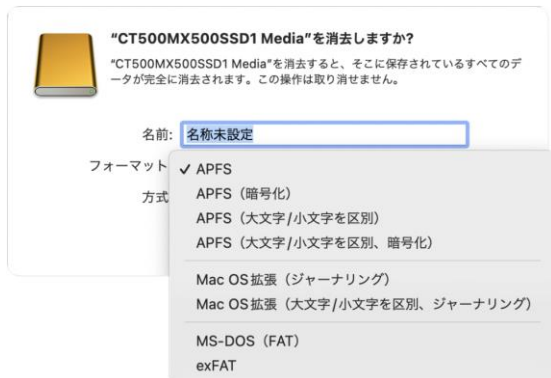 “CT500MX500SSD1 Media”を消去しますか?
“CT500MX500SSD1 Media”を消去すると、そこに保存されているすべてのデ
ータが完全に消去されます。この操作は取り消せません。
名前: 名称未設定
フォーマット ✓ APFS
APFS（暗号化）
方式
APFS（大文字/小文字を区別）
APFS（大文字/小文字を区別、暗号化）
Mac OS拡張（ジャーナリング）
Mac OS拡張（大文字/小文字を区別、ジャーナリング）
MS-DOS（FAT）
exFAT